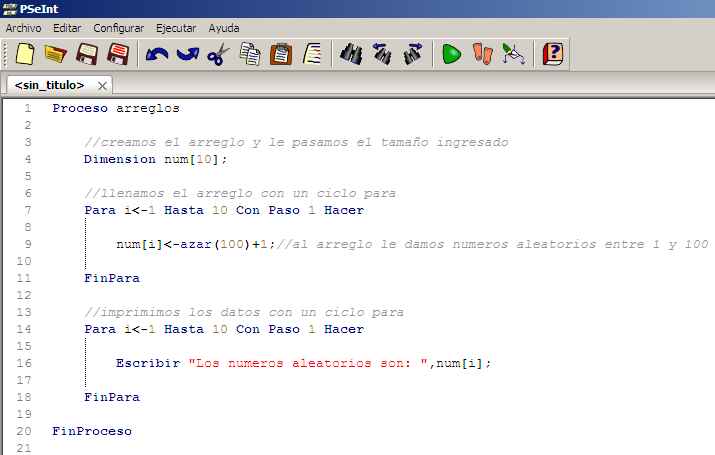 PSeInt
Archivo Editar Configurar Ejecutar Ayuda
<sin_titulo>
1 Proceso arreglos
2
3 //creamos el arreglo y le pasamos el tamaño ingresado
4 Dimension num[10];
5
6 //llenamos el arreglo con un ciclo para
7 Para i<-1 Hasta 10 Con Paso 1 Hacer
8
9 num[i]<-azar(100)+1;//al arreglo le damos numeros aleatorios entre 1 y 100
10
11 FinPara
12
13 //imprimimos los datos con un ciclo para
14 Para i<-1 Hasta 10 Con Paso 1 Hacer
15
16 Escribir "Los numeros aleatorios son: ",num[i];
17
18 FinPara
19
20 FinProceso
21